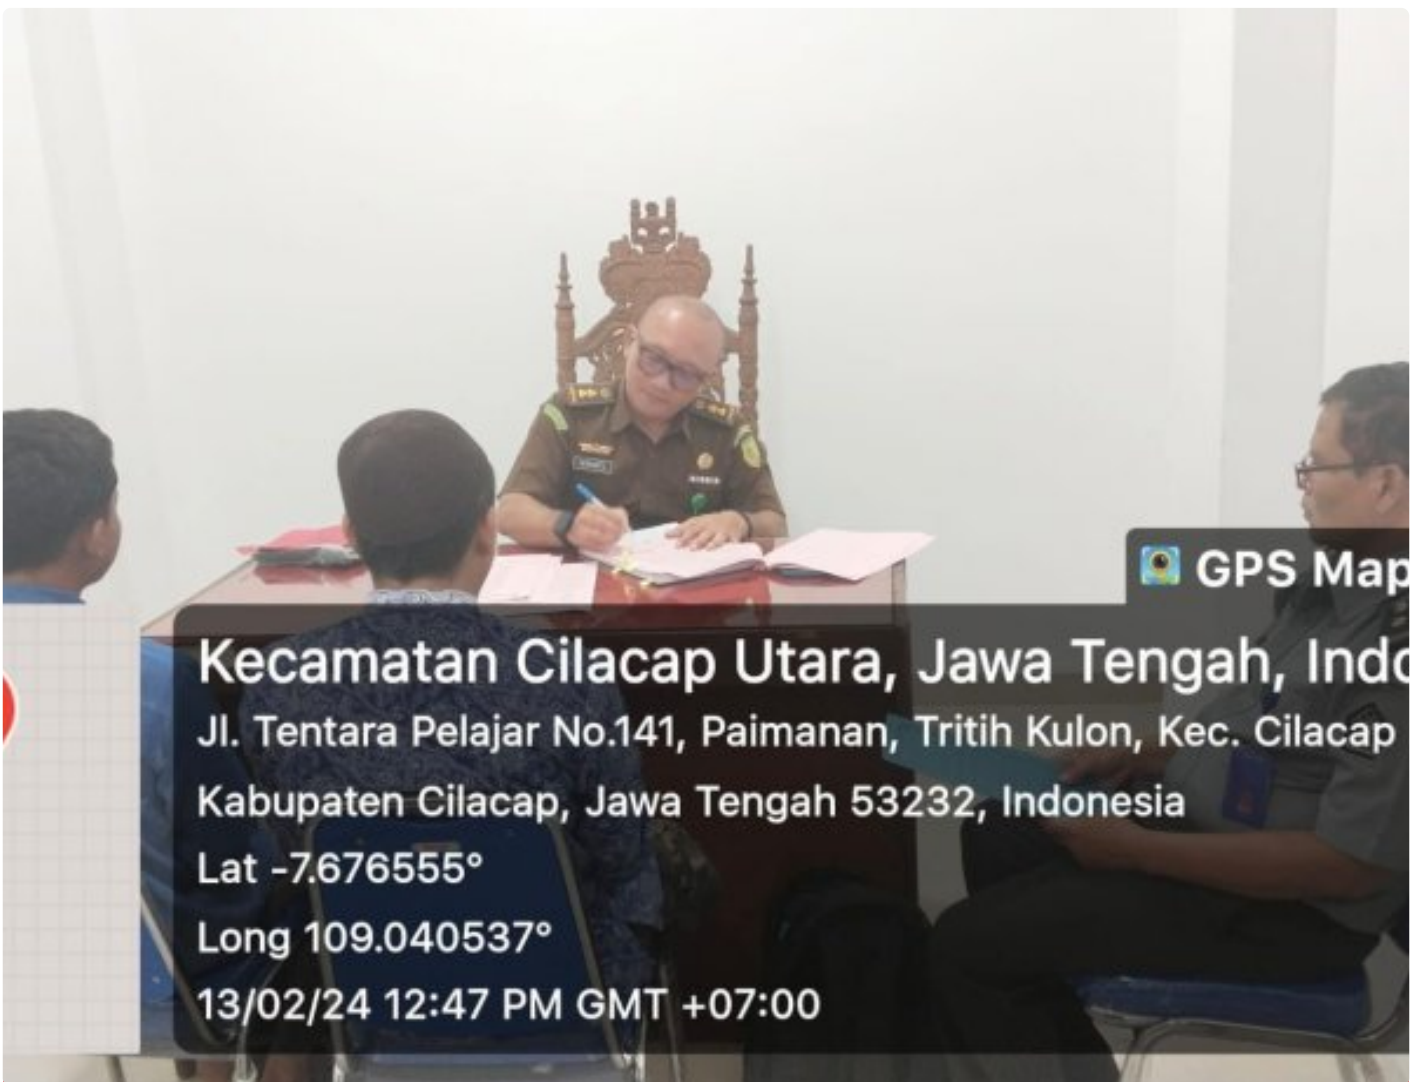 GPS Map
Kecamatan Cilacap Utara, Jawa Tengah, Indo
Jl. Tentara Pelajar No.141, Paimanan, Tritih Kulon, Kec. Cilacap
Kabupaten Cilacap, Jawa Tengah 53232, Indonesia
Lat -7.676555°
Long 109.040537°
13/02/24 12:47 PM GMT +07:00